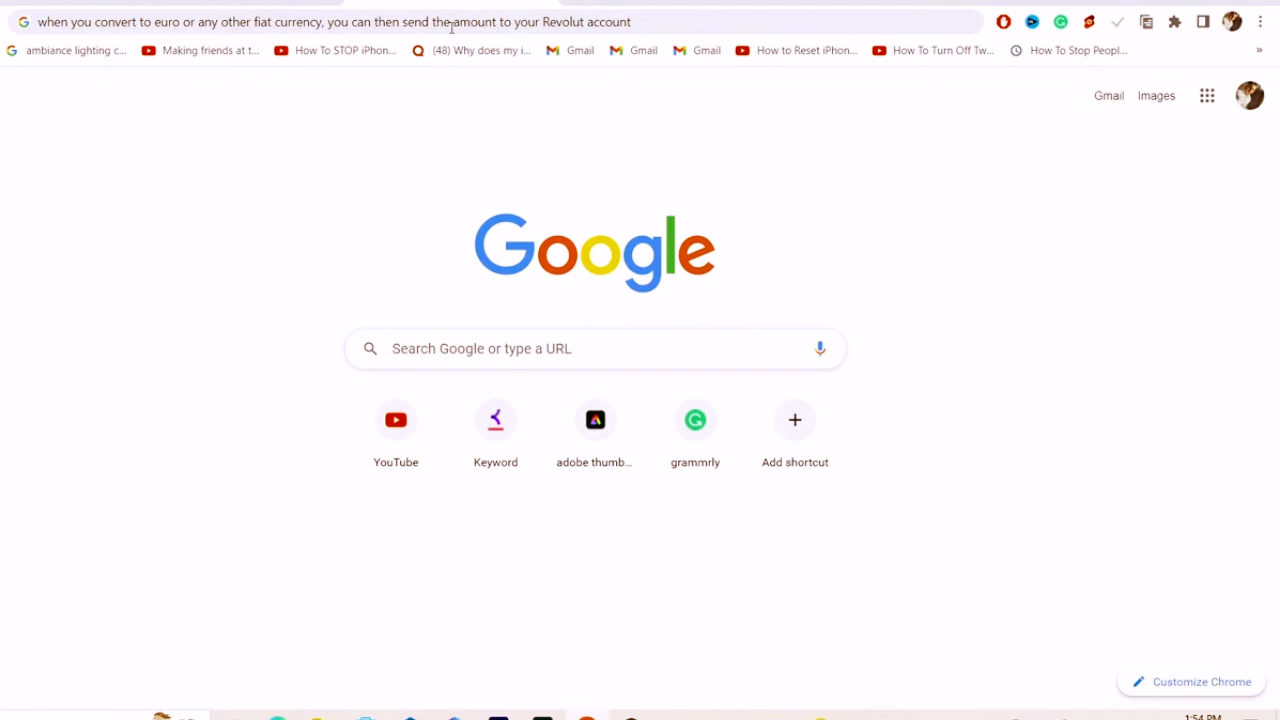 when you convert to euro or any other fiat currency, you can then send the amount to your Revolut account
ambiance lighting c... Making friends at t... How To STOP iPhon... (48) Why does my i... Gmail Gmail Gmail How to Reset iPhon... How To Turn Off Tw... How To Stop Peopl... »
Gmail Images
Google
Search Google or type a URL
YouTube Keyword adobe thumb... grammrly Add shortcut
Customize Chrome
1:54 PM